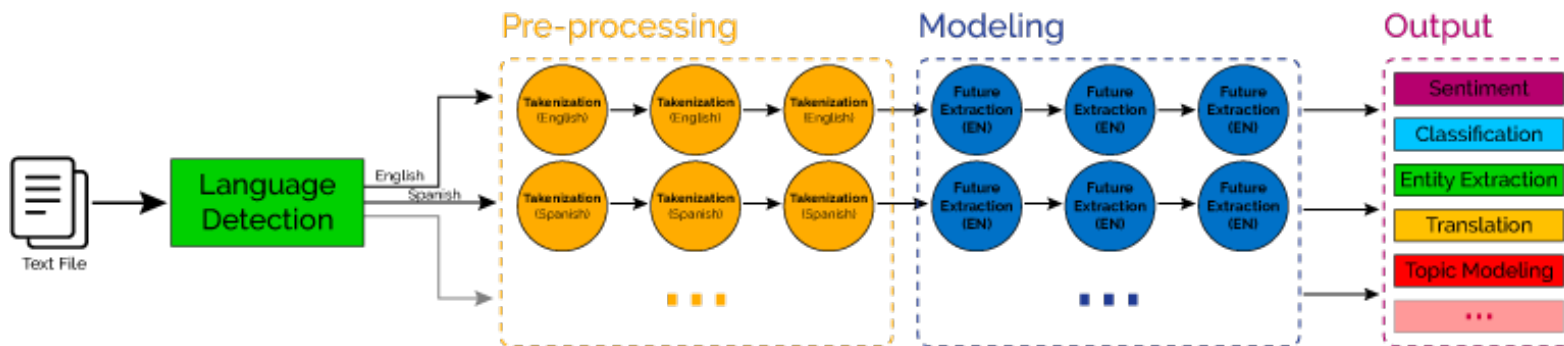 Pre-processing
Modeling
Output
Takenization
(English)
Takenization
(English)
Takenization
(English)
Future
Extraction
(EN)
Future
Extraction
(EN)
Future
Extraction
(EN)
Sentiment
Classification
Language
Detection
English
Spanish
Takenization
(Spanish)
Takenization
(Spanish)
Takenization
(Spanish)
Future
Extraction
(EN)
Future
Extraction
(EN)
Future
Extraction
(EN)
Entity Extraction
Translation
Text File
Topic Modeling
...
...
...